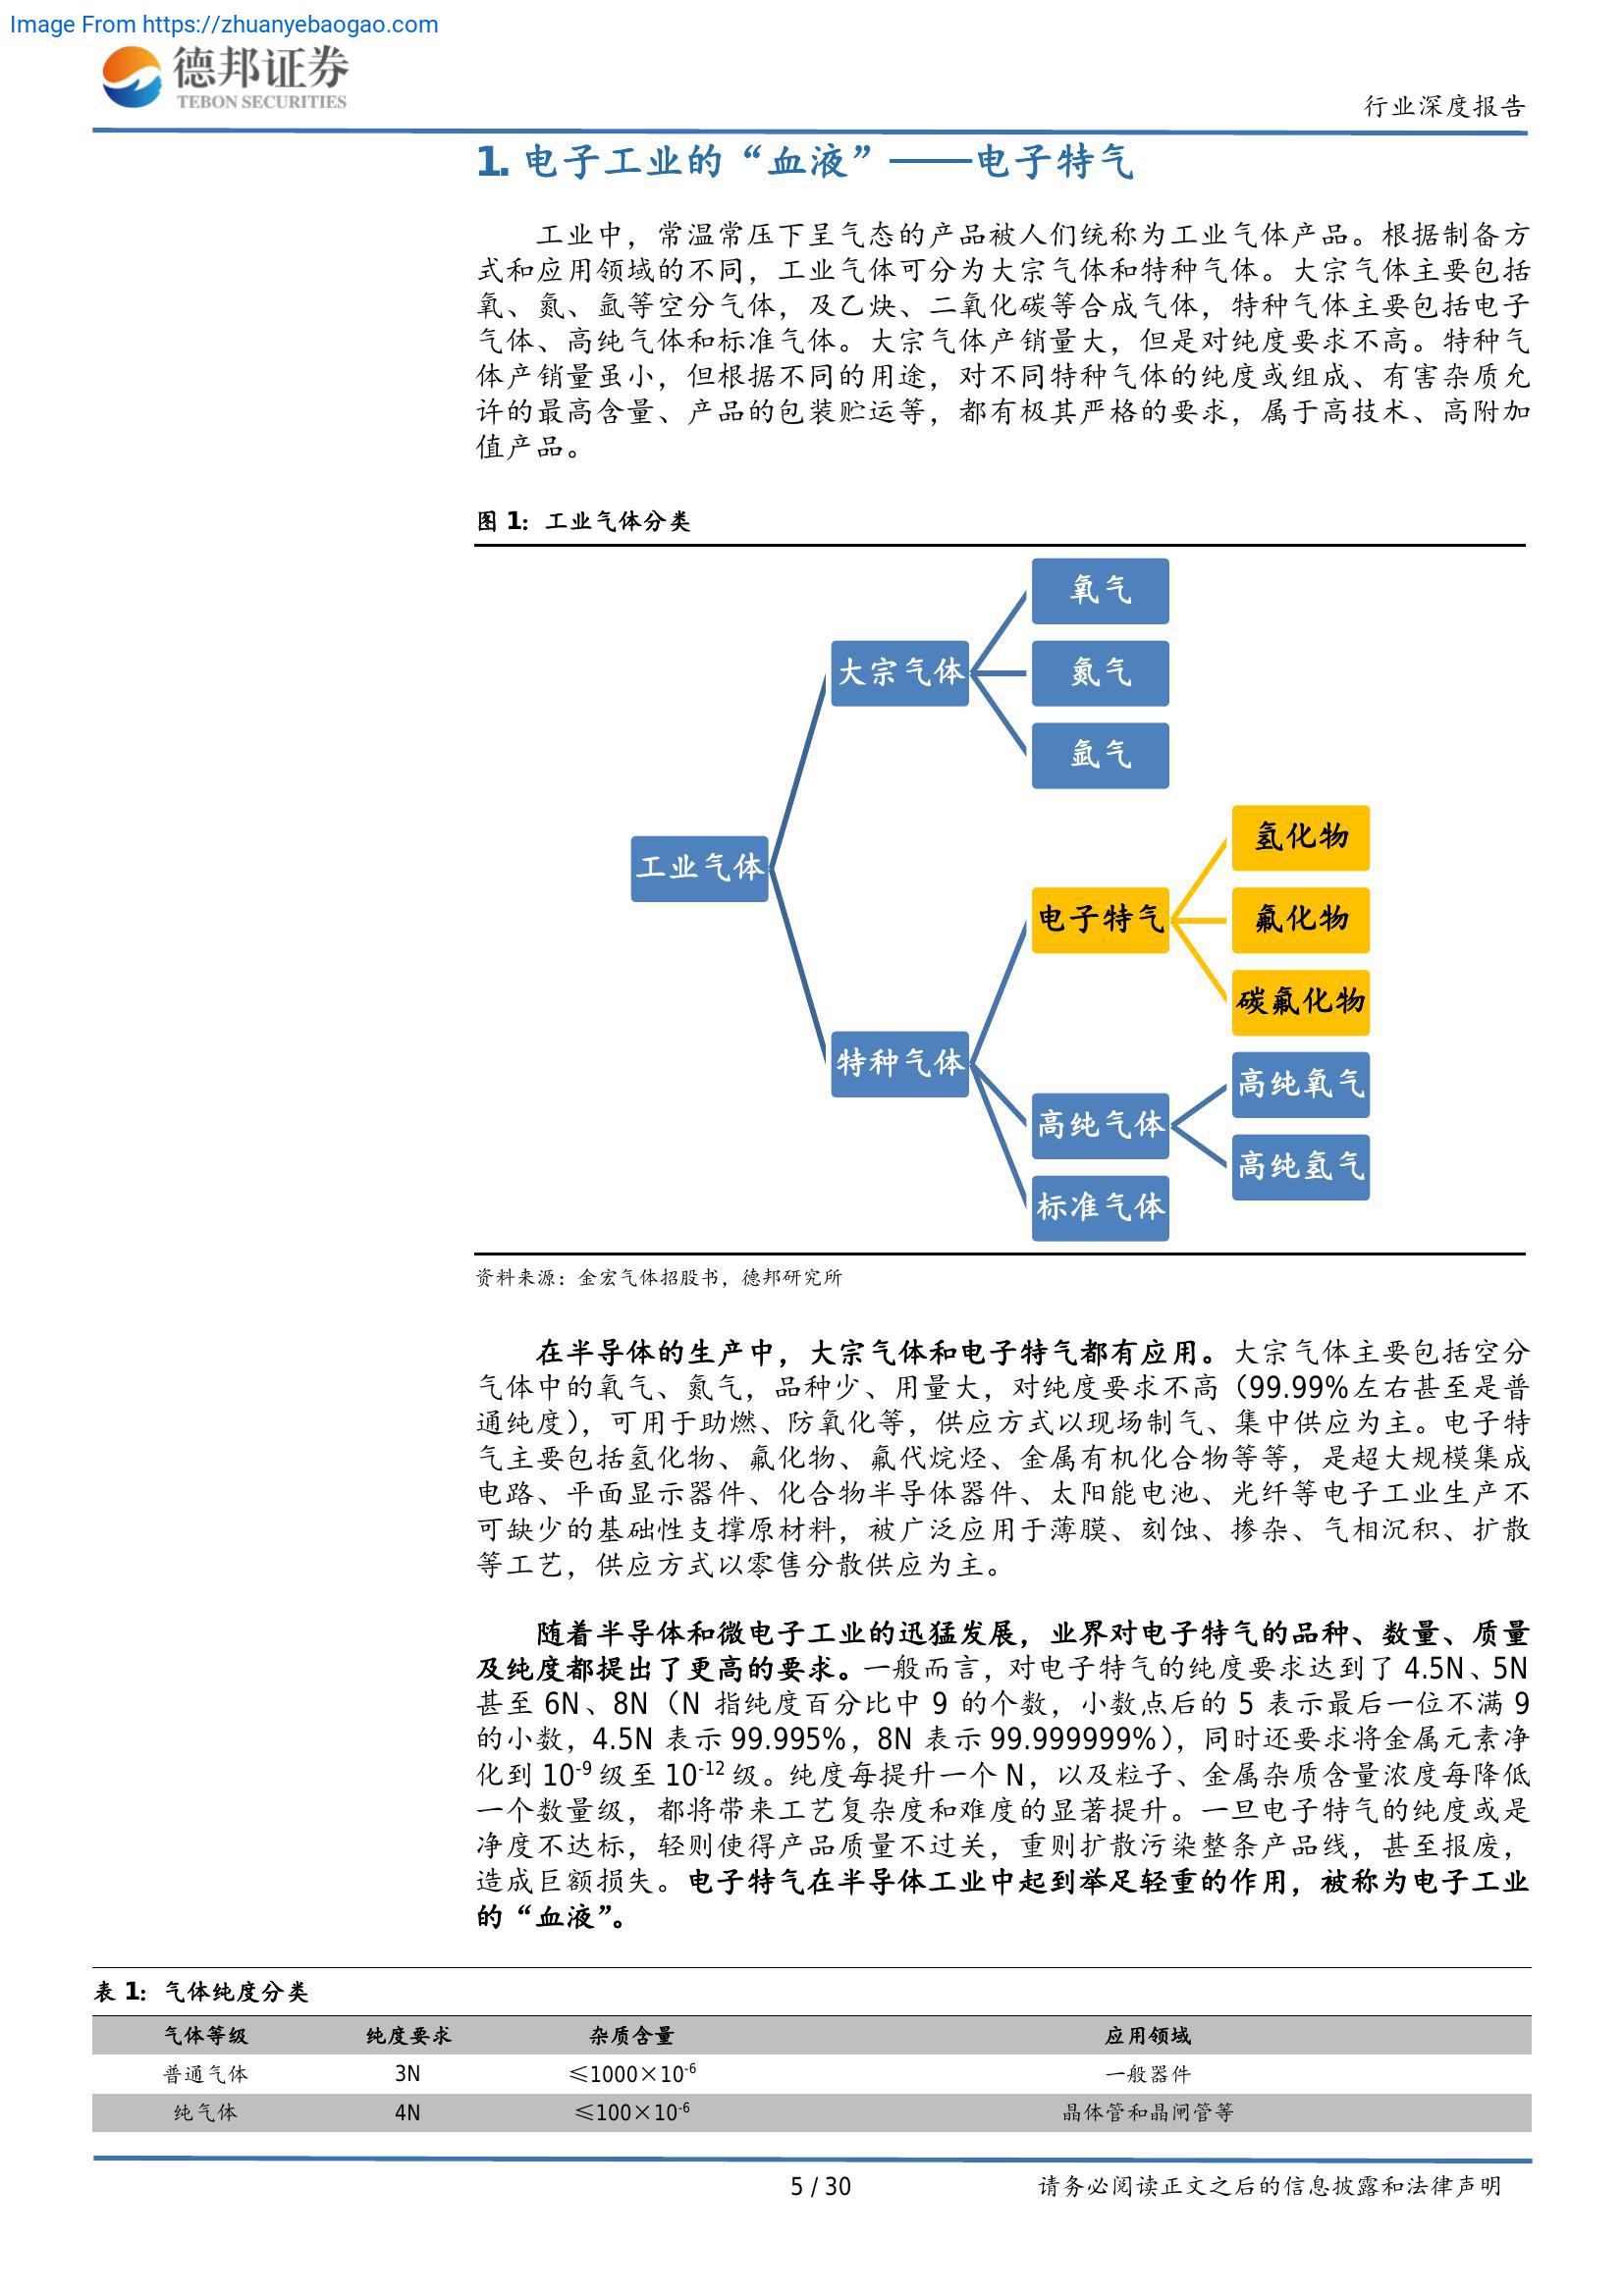 Image From https://zhuanyebaogao.com
德邦证券
TEBON SECURITIES
行业深度报告
1. 电子工业的“血液”——电子特气
工业中，常温常压下呈气态的产品被人们统称为工业气体产品。根据制备方
式和应用领域的不同，工业气体可分为大宗气体和特种气体。大宗气体主要包括
氧、氮、氩等空分气体，及乙炔、二氧化碳等合成气体，特种气体主要包括电子
气体、高纯气体和标准气体。大宗气体产销量大，但是对纯度要求不高。特种气
体产销量虽小，但根据不同的用途，对不同特种气体的纯度或组成、有害杂质允
许的最高含量、产品的包装贮运等，都有极其严格的要求，属于高技术、高附加
值产品。
图 1：工业气体分类
氧气
大宗气体
氮气
氩气
氢化物
工业气体
电子特气
氟化物
碳氟化物
特种气体
高纯氧气
高纯气体
高纯氢气
标准气体
资料来源：金宏气体招股书，德邦研究所
在半导体的生产中，大宗气体和电子特气都有应用。大宗气体主要包括空分
气体中的氧气、氮气，品种少、用量大，对纯度要求不高（99.99%左右甚至是普
通纯度），可用于助燃、防氧化等，供应方式以现场制气、集中供应为主。电子特
气主要包括氢化物、氟化物、氟代烷烃、金属有机化合物等等，是超大规模集成
电路、平面显示器件、化合物半导体器件、太阳能电池、光纤等电子工业生产不
可缺少的基础性支撑原材料，被广泛应用于薄膜、刻蚀、掺杂、气相沉积、扩散
等工艺，供应方式以零售分散供应为主。
随着半导体和微电子工业的迅猛发展，业界对电子特气的品种、数量、质量
及纯度都提出了更高的要求。一般而言，对电子特气的纯度要求达到了 4.5N、5N
甚至 6N、8N（N 指纯度百分比中 9 的个数，小数点后的 5 表示最后一位不满 9
的小数，4.5N 表示 99.995%，8N 表示 99.999999%），同时还要求将金属元素净
化到 10⁻⁹ 级至 10⁻¹² 级。纯度每提升一个 N，以及粒子、金属杂质含量浓度每降低
一个数量级，都将带来工艺复杂度和难度的显著提升。一旦电子特气的纯度或是
净度不达标，轻则使得产品质量不过关，重则扩散污染整条产品线，甚至报废，
造成巨额损失。电子特气在半导体工业中起到举足轻重的作用，被称为电子工业
的“血液”。
表 1：气体纯度分类
气体等级 纯度要求 杂质含量 应用领域
普通气体 3N ≤1000×10⁻⁶ 一般器件
纯气体 4N ≤100×10⁻⁶ 晶体管和晶闸管等
5 / 30 请务必阅读正文之后的信息披露和法律声明